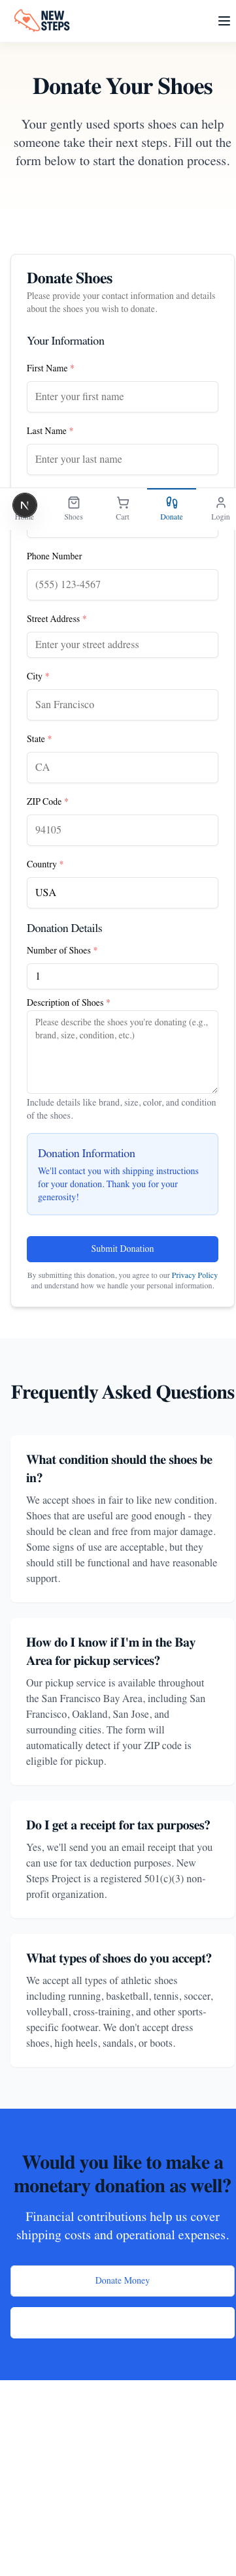 NEW
STEPS
Donate Your Shoes
Your gently used sports shoes can help
someone take their next steps. Fill out the
form below to start the donation process.
Donate Shoes
Please provide your contact information and details
about the shoes you wish to donate.
Your Information
First Name *
Enter your first name
Last Name *
Enter your last name
N
Home
Shoes
Cart
Donate
Login
Phone Number
(555) 123-4567
Street Address *
Enter your street address
City *
San Francisco
State *
CA
ZIP Code *
94105
Country *
USA
Donation Details
Number of Shoes *
1
Description of Shoes *
Please describe the shoes you're donating (e.g.,
brand, size, condition, etc.)
Include details like brand, size, color, and condition
of the shoes.
Donation Information
We'll contact you with shipping instructions
for your donation. Thank you for your
generosity!
Submit Donation
By submitting this donation, you agree to our Privacy Policy
and understand how we handle your personal information.
Frequently Asked Questions
What condition should the shoes be
in?
We accept shoes in fair to like new condition.
Shoes that are useful are good enough - they
should be clean and free from major damage.
Some signs of use are acceptable, but they
should still be functional and have reasonable
support.
How do I know if I'm in the Bay
Area for pickup services?
Our pickup service is available throughout
the San Francisco Bay Area, including San
Francisco, Oakland, San Jose, and
surrounding cities. The form will
automatically detect if your ZIP code is
eligible for pickup.
Do I get a receipt for tax purposes?
Yes, we'll send you an email receipt that you
can use for tax deduction purposes. New
Steps Project is a registered 501(c)(3) non-
profit organization.
What types of shoes do you accept?
We accept all types of athletic shoes
including running, basketball, tennis, soccer,
volleyball, cross-training, and other sports-
specific footwear. We don't accept dress
shoes, high heels, sandals, or boots.
Would you like to make a
monetary donation as well?
Financial contributions help us cover
shipping costs and operational expenses.
Donate Money